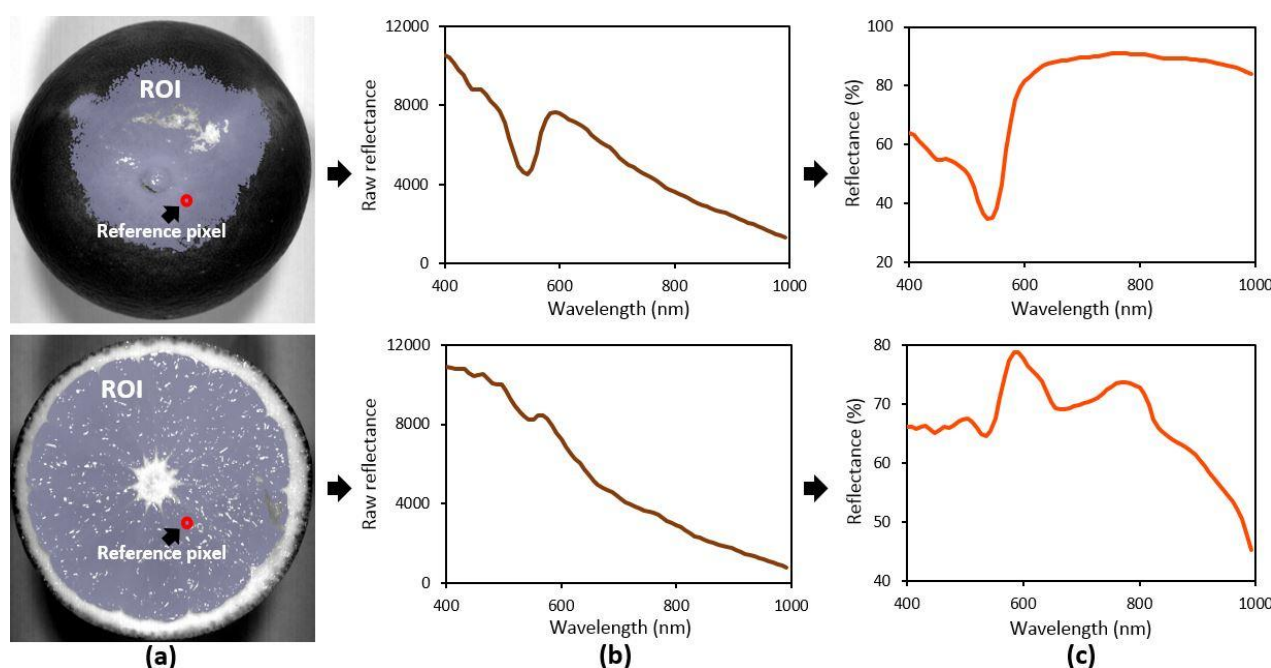 ROI
Reference pixel
12000
8000
4000
0
Raw reflectance
400 600 800 1000
Wavelength (nm)
100
80
60
40
20
Reflectance (%)
400 600 800 1000
Wavelength (nm)
ROI
Reference pixel
12000
8000
4000
0
Raw reflectance
400 600 800 1000
Wavelength (nm)
80
70
60
50
40
Reflectance (%)
400 600 800 1000
Wavelength (nm)
(a) (b) (c)